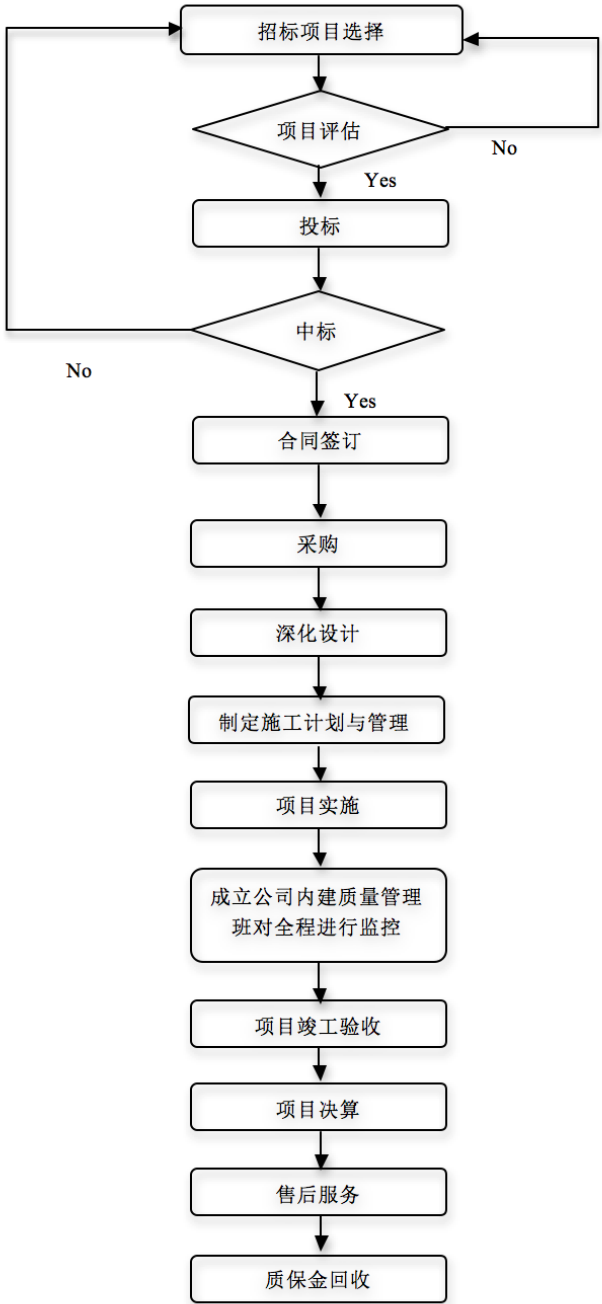 招标项目选择
项目评估
No
Yes
投标
中标
No
Yes
合同签订
采购
深化设计
制定施工计划与管理
项目实施
成立公司内建质量管理
班对全程进行监控
项目竣工验收
项目决算
售后服务
质保金回收